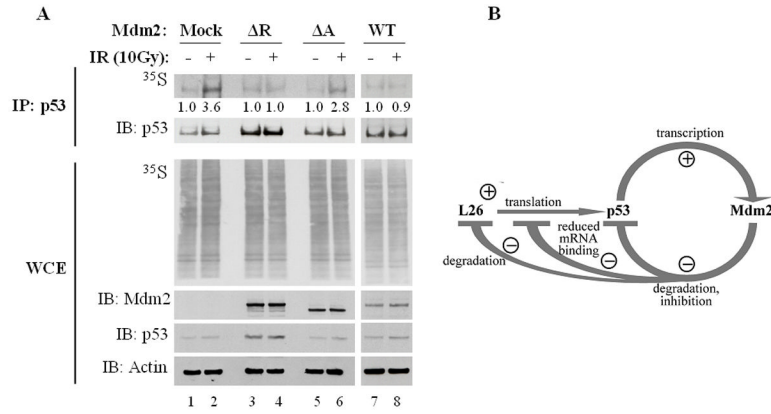 A
B
Mdm2: Mock ΔR ΔA WT
IR (10Gy): - + - + - + - +
35S
1.0 3.6 1.0 1.0 1.0 2.8 1.0 0.9
IP: p53
IB: p53
35S
WCE
IB: Mdm2
IB: p53
IB: Actin
1 2 3 4 5 6 7 8
transcription
+
+
translation
L26 p53 Mdm2
reduced
mRNA
binding
degradation
- - -
degradation,
inhibition